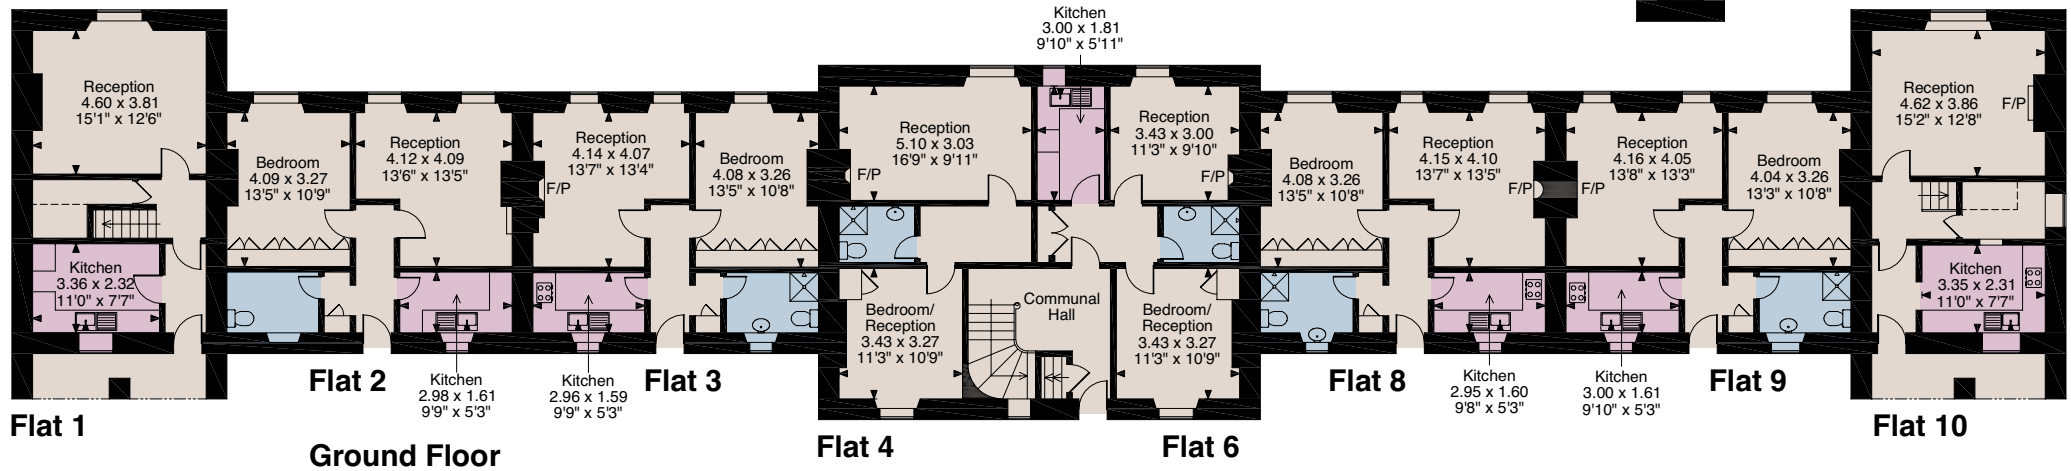 Kitchen
3.00 x 1.81
9'10" x 5'11"
Reception
4.60 x 3.81
15'1" x 12'6"
Kitchen
3.36 x 2.32
11'0" x 7'7"
Flat 1
Bedroom
4.09 x 3.27
13'5" x 10'9"
Reception
4.12 x 4.09
13'6" x 13'5"
Flat 2
Kitchen
2.98 x 1.61
9'9" x 5'3"
Reception
4.14 x 4.07
13'7" x 13'4"
F/P
Bedroom
4.08 x 3.26
13'5" x 10'8"
Kitchen
2.96 x 1.59
9'9" x 5'3"
Flat 3
Ground Floor
Reception
5.10 x 3.03
16'9" x 9'11"
F/P
Bedroom/
Reception
3.43 x 3.27
11'3" x 10'9"
Flat 4
Communal
Hall
Reception
3.43 x 3.00
11'3" x 9'10"
F/P
Bedroom/
Reception
3.43 x 3.27
11'3" x 10'9"
Flat 6
Bedroom
4.08 x 3.26
13'5" x 10'8"
Reception
4.15 x 4.10
13'7" x 13'5"
F/P
Flat 8
Kitchen
2.95 x 1.60
9'8" x 5'3"
Reception
4.16 x 4.05
13'8" x 13'3"
F/P
Bedroom
4.04 x 3.26
13'3" x 10'8"
Kitchen
3.00 x 1.61
9'10" x 5'3"
Flat 9
Reception
4.62 x 3.86
15'2" x 12'8"
F/P
Kitchen
3.35 x 2.31
11'0" x 7'7"
Flat 10